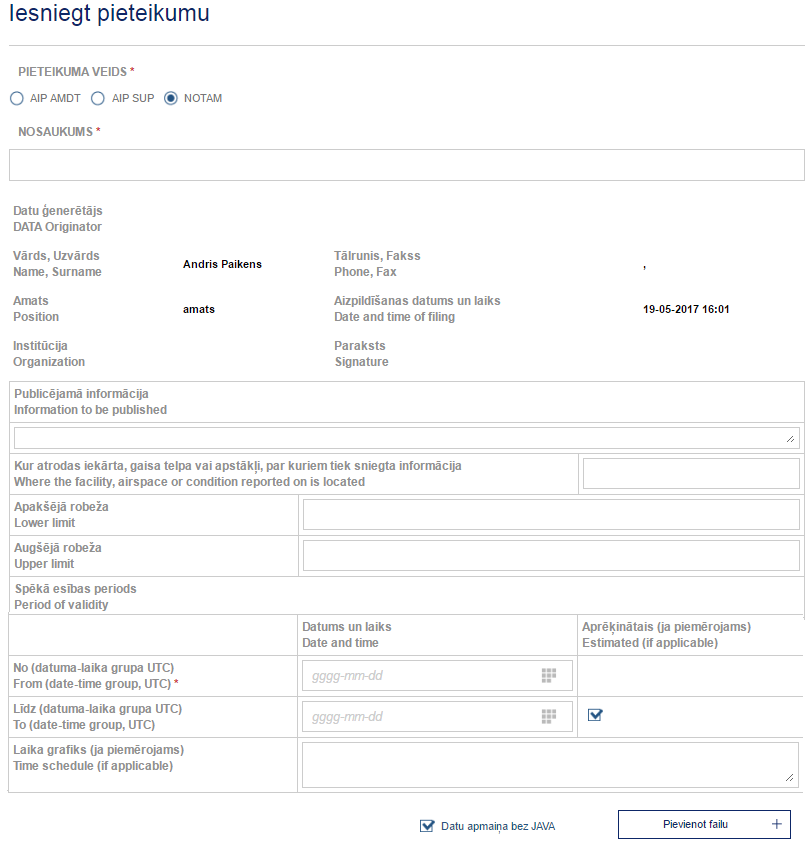 Iesniegt pieteikumu
PIETEIKUMA VEIDS *
AIP AMDT AIP SUP NOTAM
NOSAUKUMS *
Datu ģenerētājs
DATA Originator
Vārds, Uzvārds
Name, Surname
Andris Paikens
Tālrunis, Fakss
Phone, Fax
,
Amats
Position
amats
Aizpildīšanas datums un laiks
Date and time of filing
19-05-2017 16:01
Institūcija
Organization
Paraksts
Signature
Publicējamā informācija
Information to be published
Kur atrodas iekārta, gaisa telpa vai apstākļi, par kuriem tiek sniegta informācija
Where the facility, airspace or condition reported on is located
Apakšējā robeža
Lower limit
Augšējā robeža
Upper limit
Spēkā esības periods
Period of validity
Datums un laiks
Date and time
Aprēķinātais (ja piemērojams)
Estimated (if applicable)
No (datuma-laika grupa UTC)
From (date-time group, UTC) *
gggg-mm-dd
Līdz (datuma-laika grupa UTC)
To (date-time group, UTC)
gggg-mm-dd
Laika grafiks (ja piemērojams)
Time schedule (if applicable)
Datu apmaiņa bez JAVA
Pievienot failu +